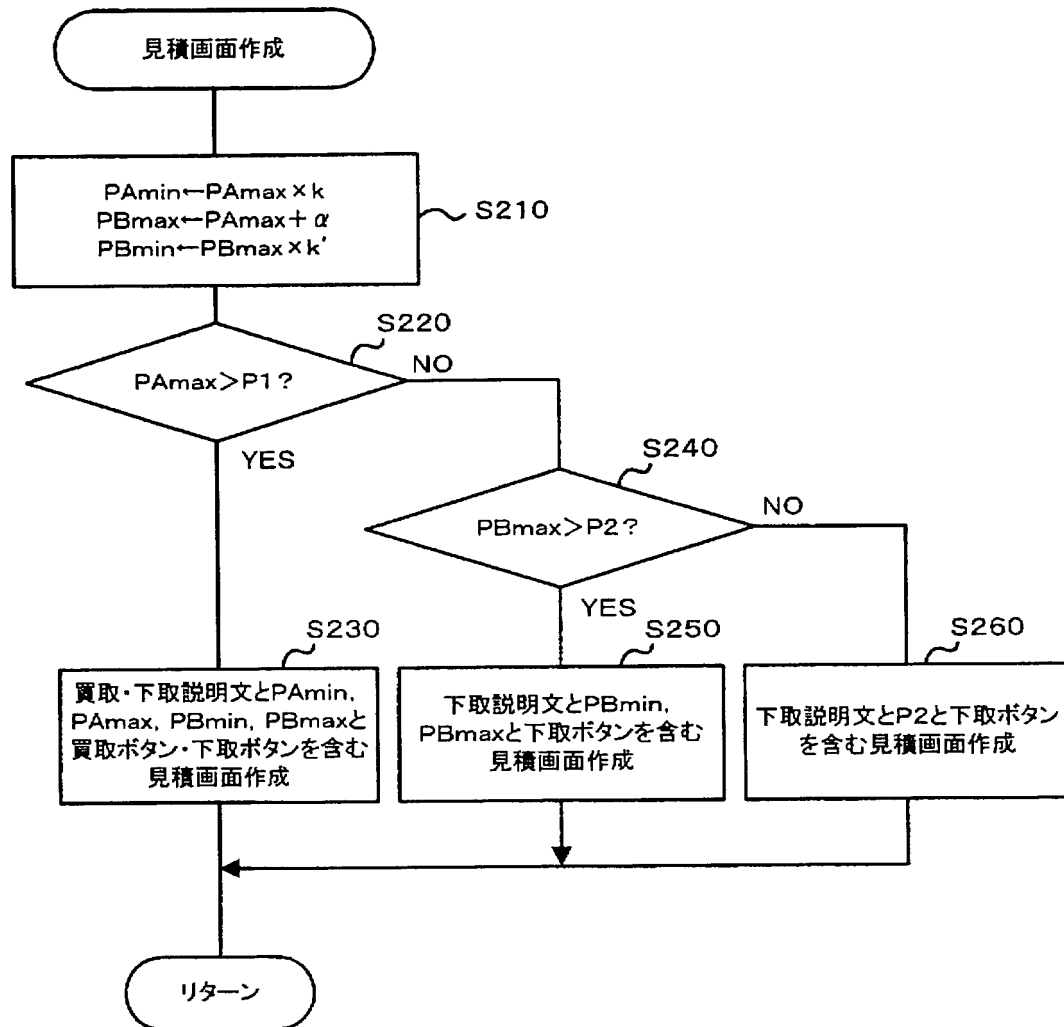 見積画面作成
PAmin←PAmax×k
PBmax←PAmax+α
PBmin←PBmax×k'
S210
S220
PAmax>P1?
NO
YES
S240
PBmax>P2?
NO
YES
S230
買取・下取説明文とPAmin,
PAmax, PBmin, PBmaxと
買取ボタン・下取ボタンを含む
見積画面作成
S250
下取説明文とPBmin,
PBmaxと下取ボタンを含む
見積画面作成
S260
下取説明文とP2と下取ボタン
を含む見積画面作成
リターン